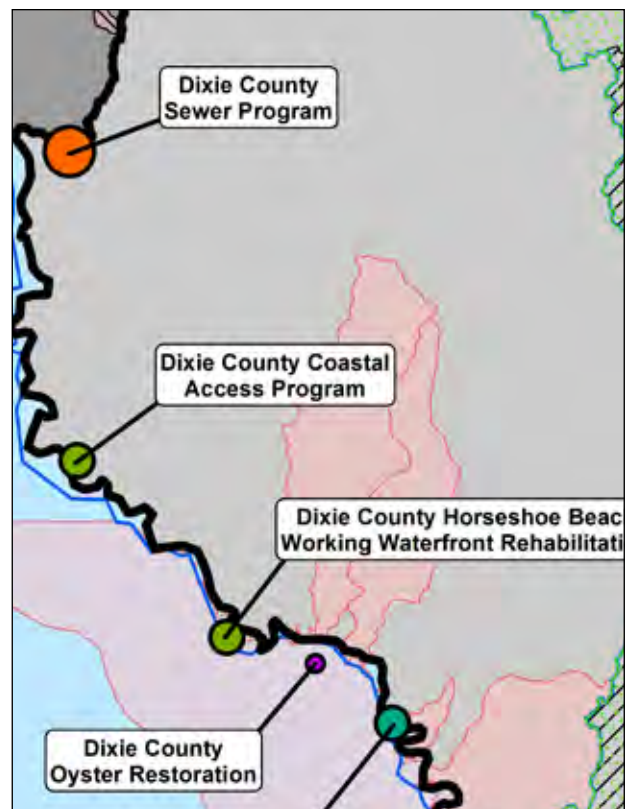 Dixie County
Sewer Program
Dixie County Coastal
Access Program
Dixie County Horseshoe Beac
Working Waterfront Rehabilitati
Dixie County
Oyster Restoration